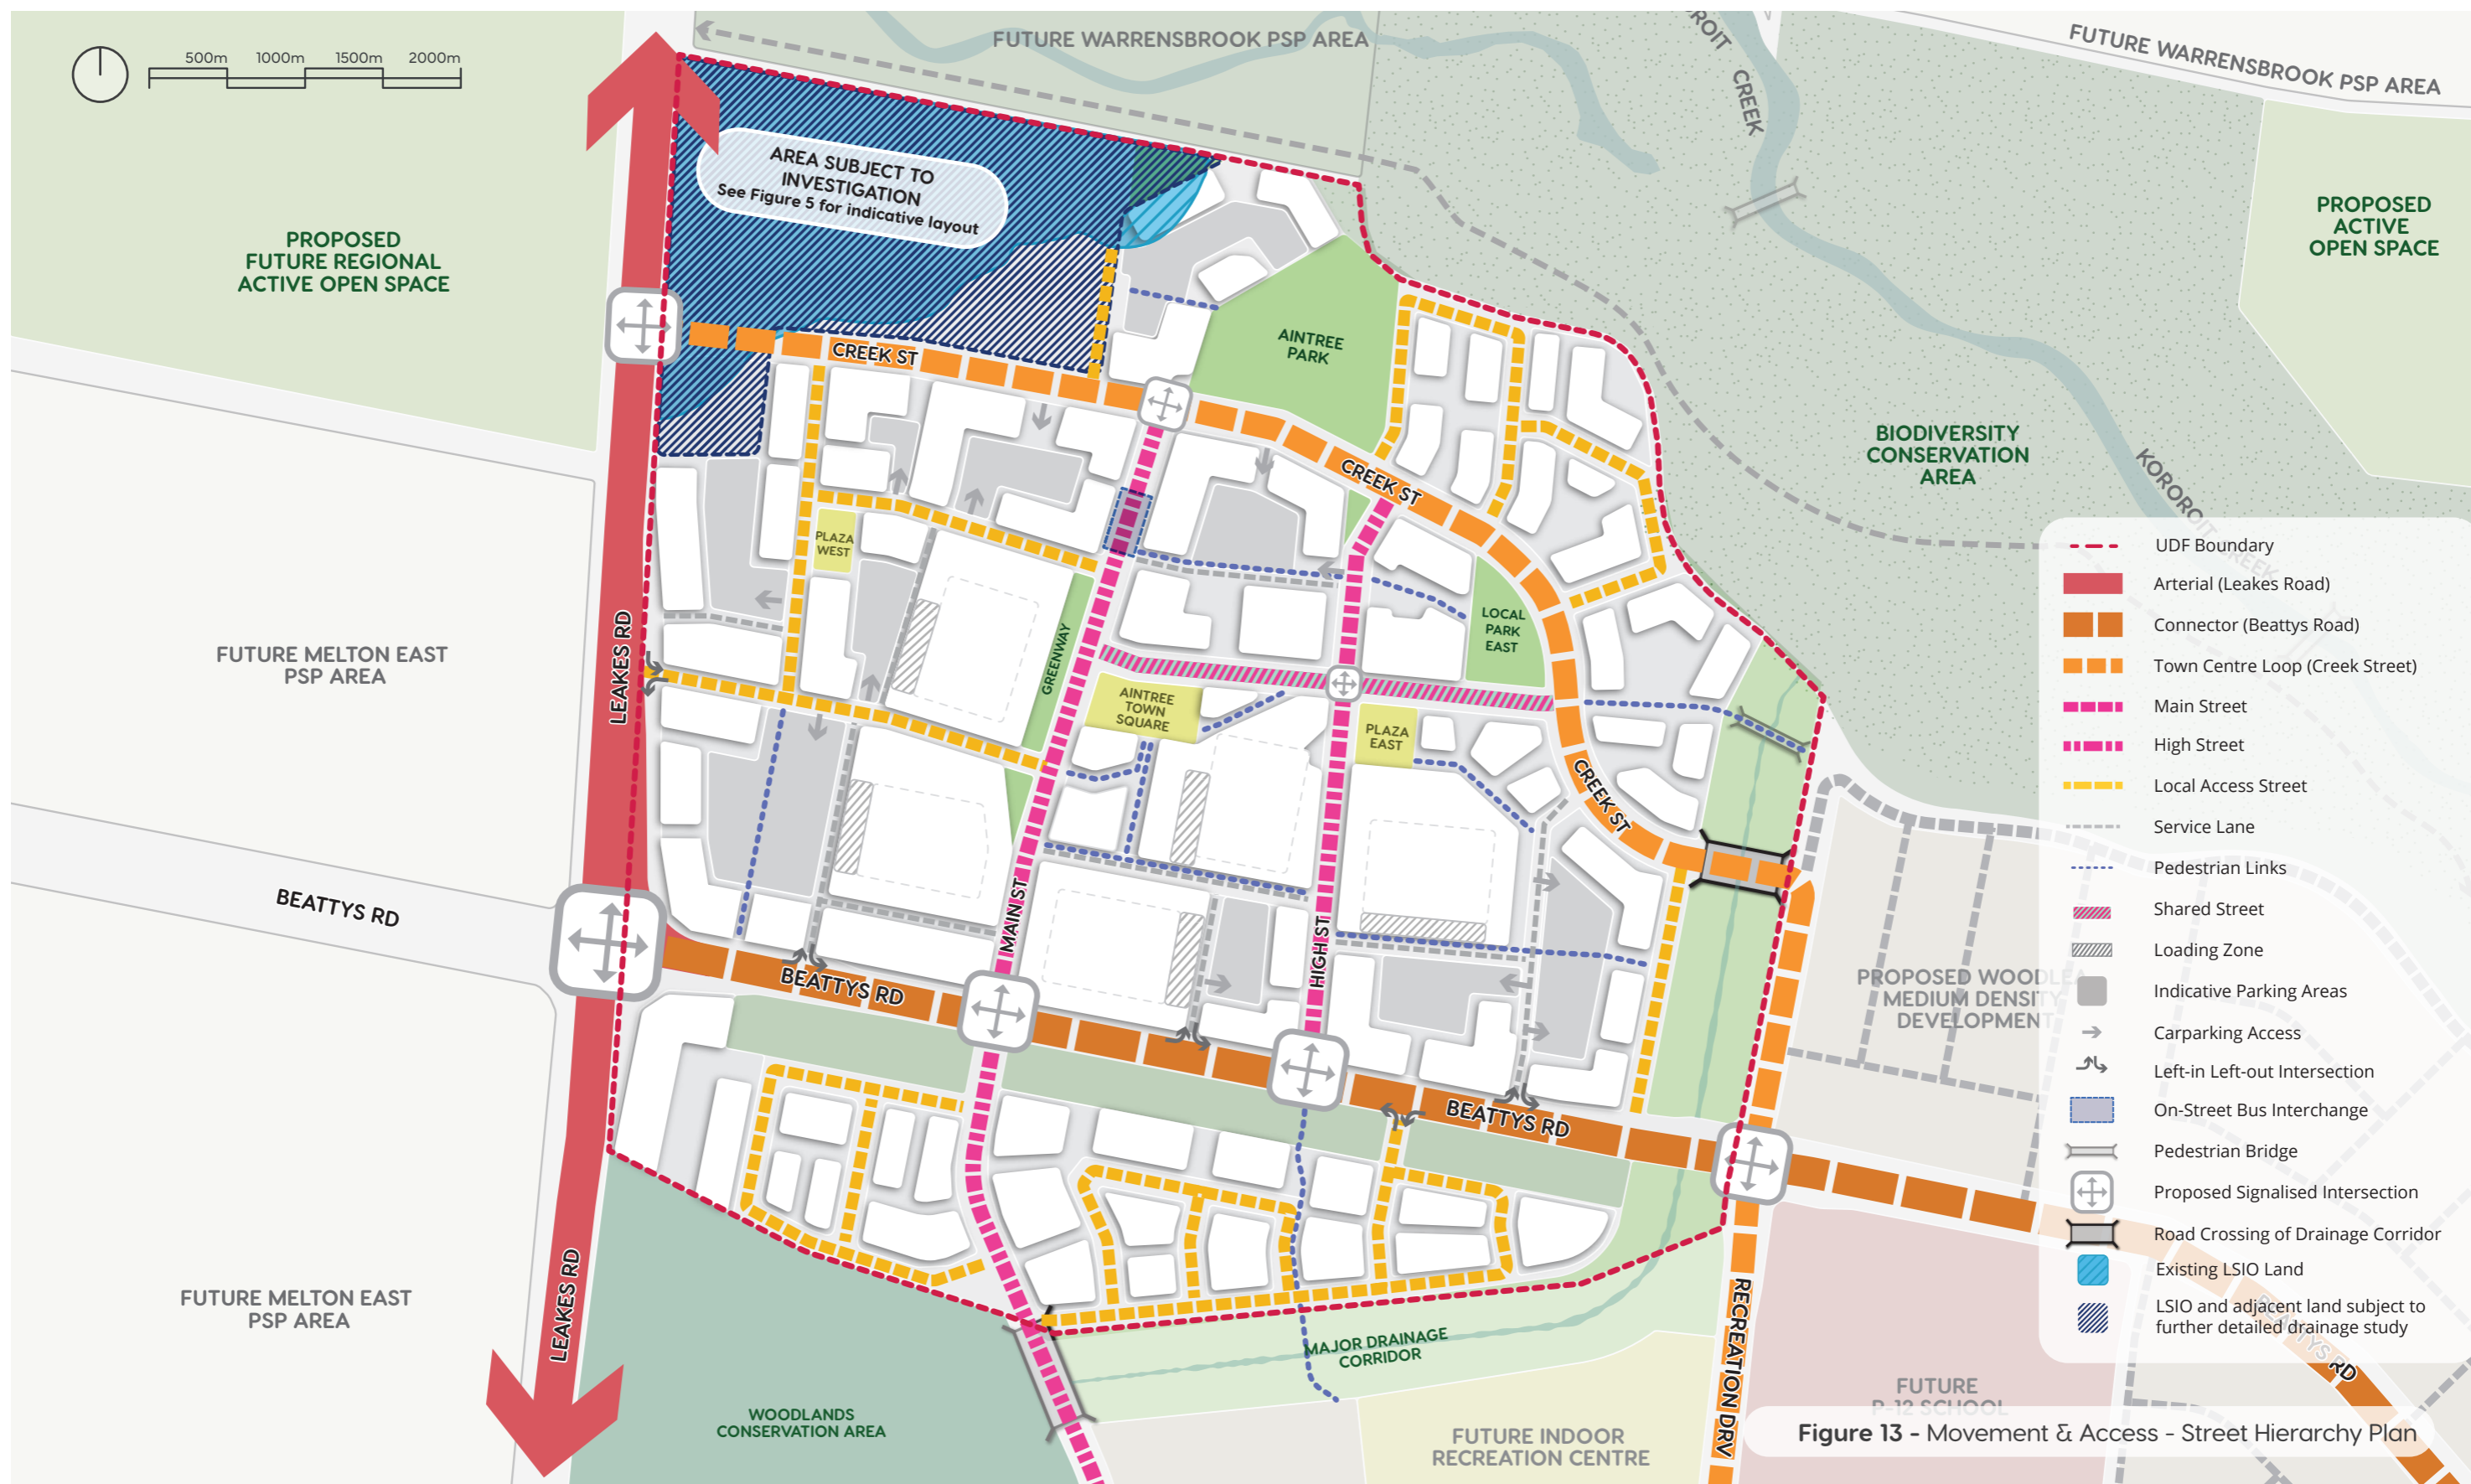 500m 1000m 1500m 2000m
FUTURE WARRENSBROOK PSP AREA
ROIT
CREEK
FUTURE WARRENSBROOK PSP AREA
AREA SUBJECT TO
INVESTIGATION
See Figure 5 for indicative layout
PROPOSED
FUTURE REGIONAL
ACTIVE OPEN SPACE
PROPOSED
ACTIVE
OPEN SPACE
CREEK ST
AINTREE
PARK
CREEK ST
BIODIVERSITY
CONSERVATION
AREA
KOROROIT CREEK
PLAZA
WEST
LOCAL
PARK
EAST
GREENWAY
FUTURE MELTON EAST
PSP AREA
LEAKES RD
AINTREE
TOWN
SQUARE
PLAZA
EAST
CREEK ST
BEATTYS RD
MAIN ST
HIGH ST
BEATTYS RD
PROPOSED WOODLEA
MEDIUM DENSITY
DEVELOPMENT
BEATTYS RD
FUTURE MELTON EAST
PSP AREA
LEAKES RD
MAJOR DRAINAGE
CORRIDOR
RECREATION DRV
BEATTYS RD
WOODLANDS
CONSERVATION AREA
FUTURE INDOOR
RECREATION CENTRE
FUTURE
P-12 SCHOOL
UDF Boundary
Arterial (Leakes Road)
Connector (Beattys Road)
Town Centre Loop (Creek Street)
Main Street
High Street
Local Access Street
Service Lane
Pedestrian Links
Shared Street
Loading Zone
Indicative Parking Areas
Carparking Access
Left-in Left-out Intersection
On-Street Bus Interchange
Pedestrian Bridge
Proposed Signalised Intersection
Road Crossing of Drainage Corridor
Existing LSIO Land
LSIO and adjacent land subject to
further detailed drainage study
Figure 13 - Movement & Access - Street Hierarchy Plan